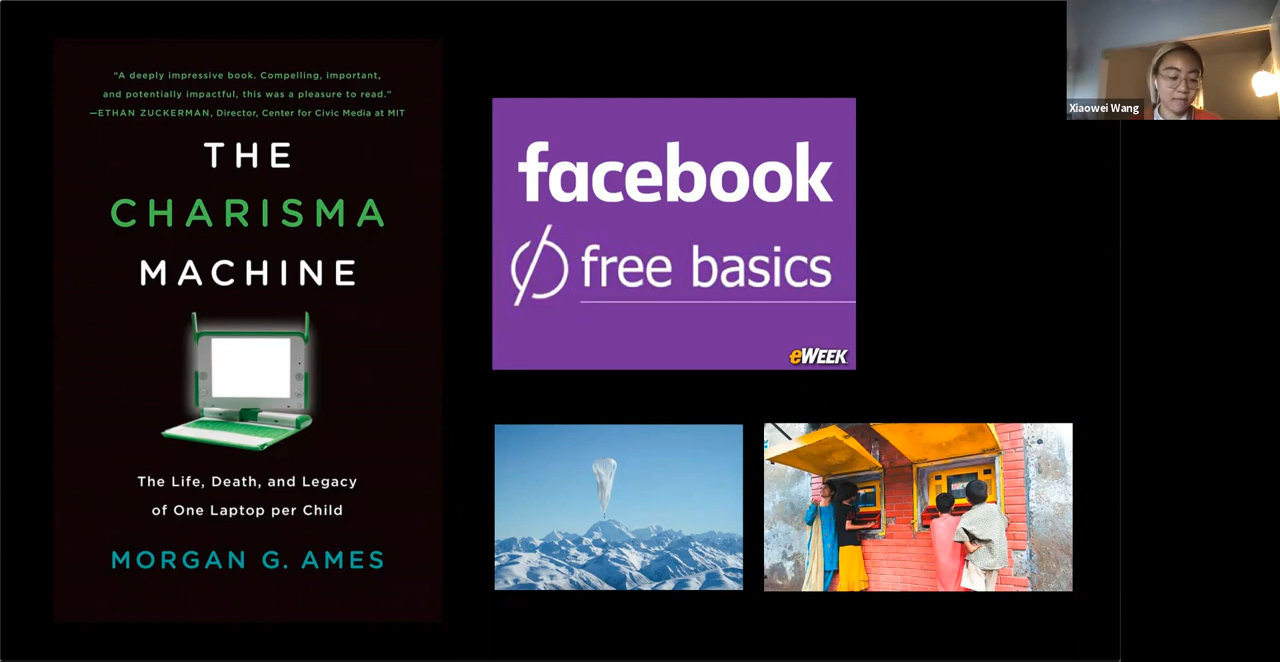 "A deeply impressive book. Compelling, important,
and potentially impactful, this was a pleasure to read."
—ETHAN ZUCKERMAN, Director, Center for Civic Media at MIT
THE
CHARISMA
MACHINE
The Life, Death, and Legacy
of One Laptop per Child
MORGAN G. AMES
facebook
free basics
eWEEK
Xiaowei Wang